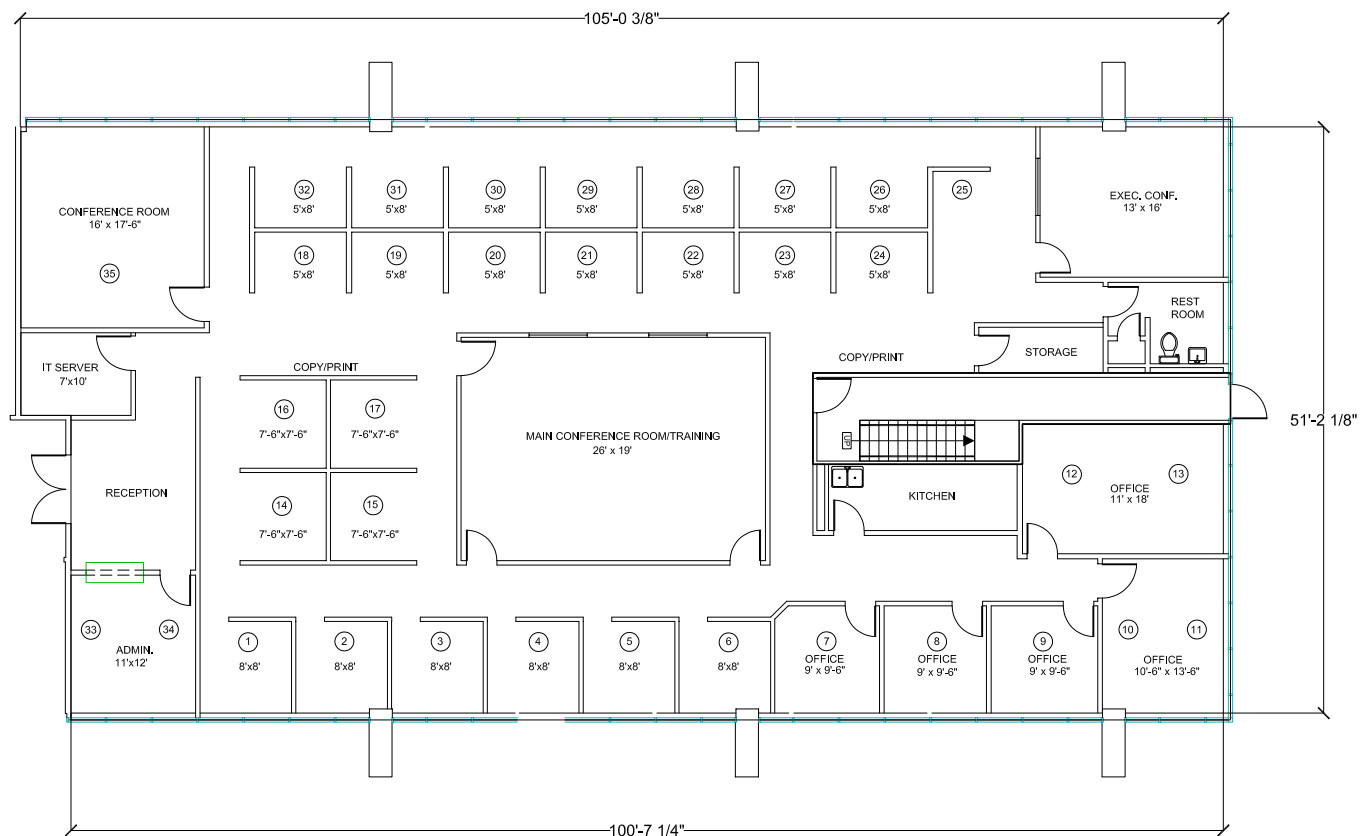 105'-0 3/8"
32
31
30
29
28
27
26
25
5'x8'
5'x8'
5'x8'
5'x8'
5'x8'
5'x8'
5'x8'
CONFERENCE ROOM
16' x 17'-6"
35
EXEC. CONF.
13' x 16'
18
19
20
21
22
23
24
5'x8'
5'x8'
5'x8'
5'x8'
5'x8'
5'x8'
5'x8'
REST
ROOM
IT SERVER
7'x10'
COPY/PRINT
COPY/PRINT
STORAGE
16
17
7'-6"x7'-6"
7'-6"x7'-6"
MAIN CONFERENCE ROOM/TRAINING
26' x 19'
UP
51'-2 1/8"
RECEPTION
14
15
7'-6"x7'-6"
7'-6"x7'-6"
KITCHEN
12
13
OFFICE
11' x 18'
33
34
ADMIN.
11'x12'
1
8'x8'
2
8'x8'
3
8'x8'
4
8'x8'
5
8'x8'
6
8'x8'
7
OFFICE
9' x 9'-6"
8
OFFICE
9' x 9'-6"
9
OFFICE
9' x 9'-6"
10
11
OFFICE
10'-6" x 13'-6"
100'-7 1/4"